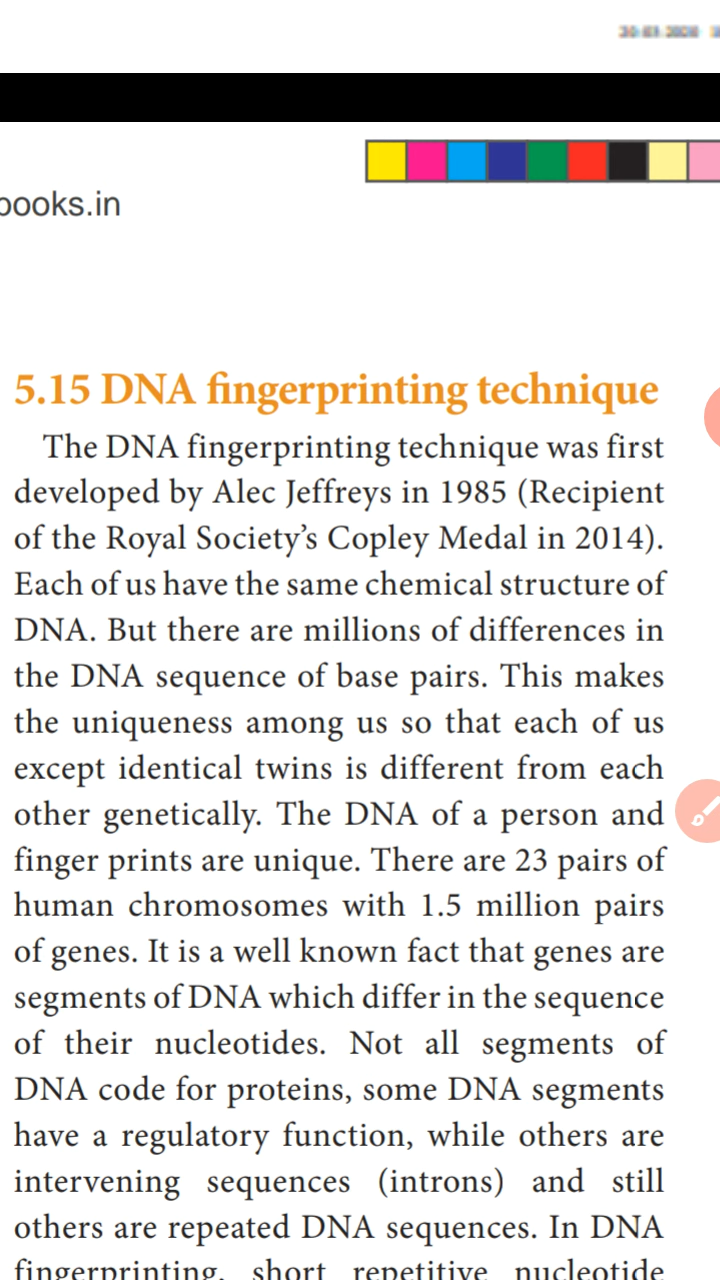 books.in
5.15 DNA fingerprinting technique
The DNA fingerprinting technique was first
developed by Alec Jeffreys in 1985 (Recipient
of the Royal Society's Copley Medal in 2014).
Each of us have the same chemical structure of
DNA. But there are millions of differences in
the DNA sequence of base pairs. This makes
the uniqueness among us so that each of us
except identical twins is different from each
other genetically. The DNA of a person and
finger prints are unique. There are 23 pairs of
human chromosomes with 1.5 million pairs
of genes. It is a well known fact that genes are
segments of DNA which differ in the sequence
of their nucleotides. Not all segments of
DNA code for proteins, some DNA segments
have a regulatory function, while others are
intervening sequences (introns) and still
others are repeated DNA sequences. In DNA
fingerprinting, short repetitive nucleotide